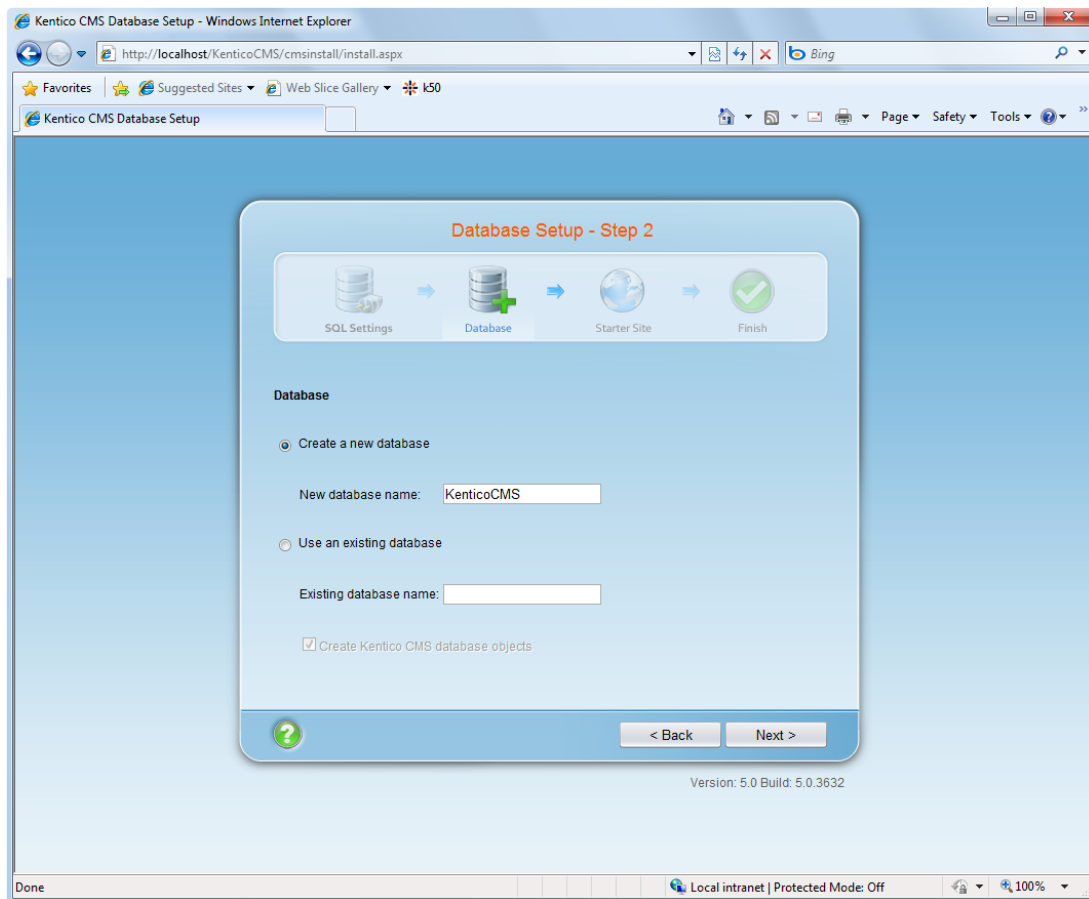 Kentico CMS Database Setup - Windows Internet Explorer
http://localhost/KenticoCMS/cmsinstall/install.aspx
Bing
Favorites Suggested Sites Web Slice Gallery k50
Kentico CMS Database Setup
Page Safety Tools
Database Setup - Step 2
SQL Settings Database Starter Site Finish
Database
Create a new database
New database name: KenticoCMS
Use an existing database
Existing database name:
Create Kentico CMS database objects
< Back Next >
Version: 5.0 Build: 5.0.3632
Done Local intranet | Protected Mode: Off 100%